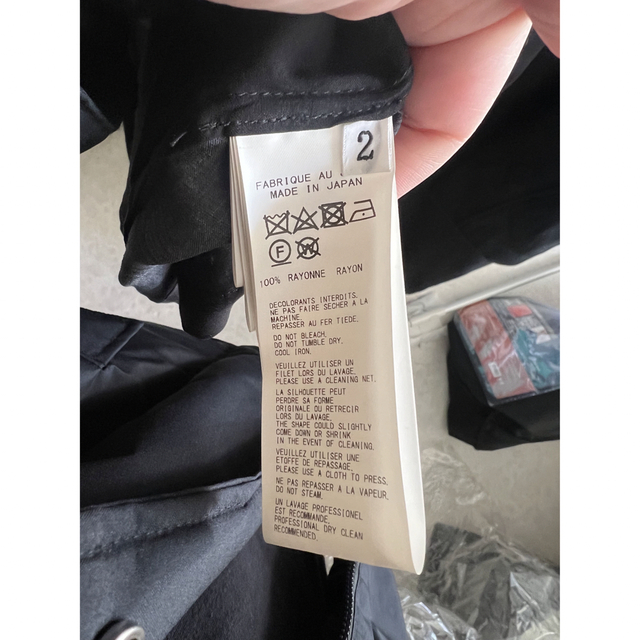 2
FABRIQUE AU
MADE IN JAPAN
F W
100% RAYONNE RAYON
DECOLORANTS INTERDITS.
NE PAS FAIRE SECHER A LA
MACHINE.
REPASSER AU FER TIEDE.
DO NOT BLEACH.
DO NOT TUMBLE DRY.
COOL IRON.
VEUILLEZ UTILISER UN
FILET LORS DU LAVAGE.
PLEASE USE A CLEANING NET.
LA SILHOUETTE PEUT
PERDRE SA FORME
ORIGINALE OU RETRECIR
LORS DU LAVAGE.
THE SHAPE COULD SLIGHTLY
COME DOWN OR SHRINK
IN THE EVENT OF CLEANING.
VEUILLEZ UTILISER UNE
ETOFFE DE REPASSAGE.
PLEASE USE A CLOTH TO PRESS.
NE PAS REPASSER A LA VAPEUR.
DO NOT STEAM.
UN LAVAGE PROFESSIONEL
EST RECOMMANDE.
PROFESSIONAL DRY CLEAN
RECOMMENDED.